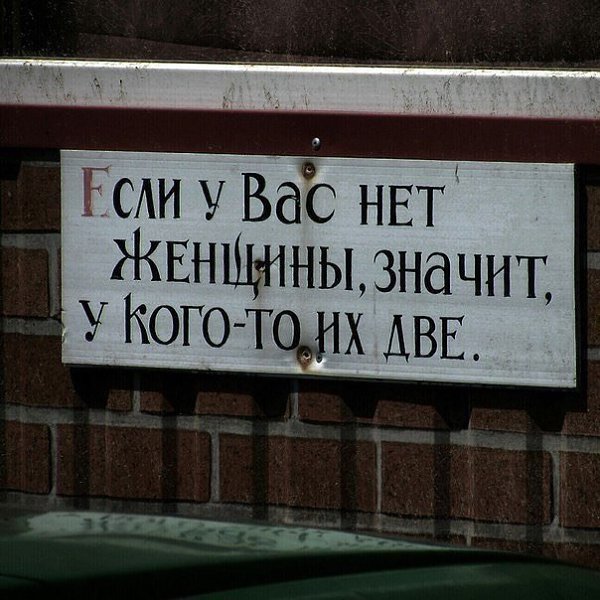 Если у Вас нет
женщины, значит,
у кого-то их две.